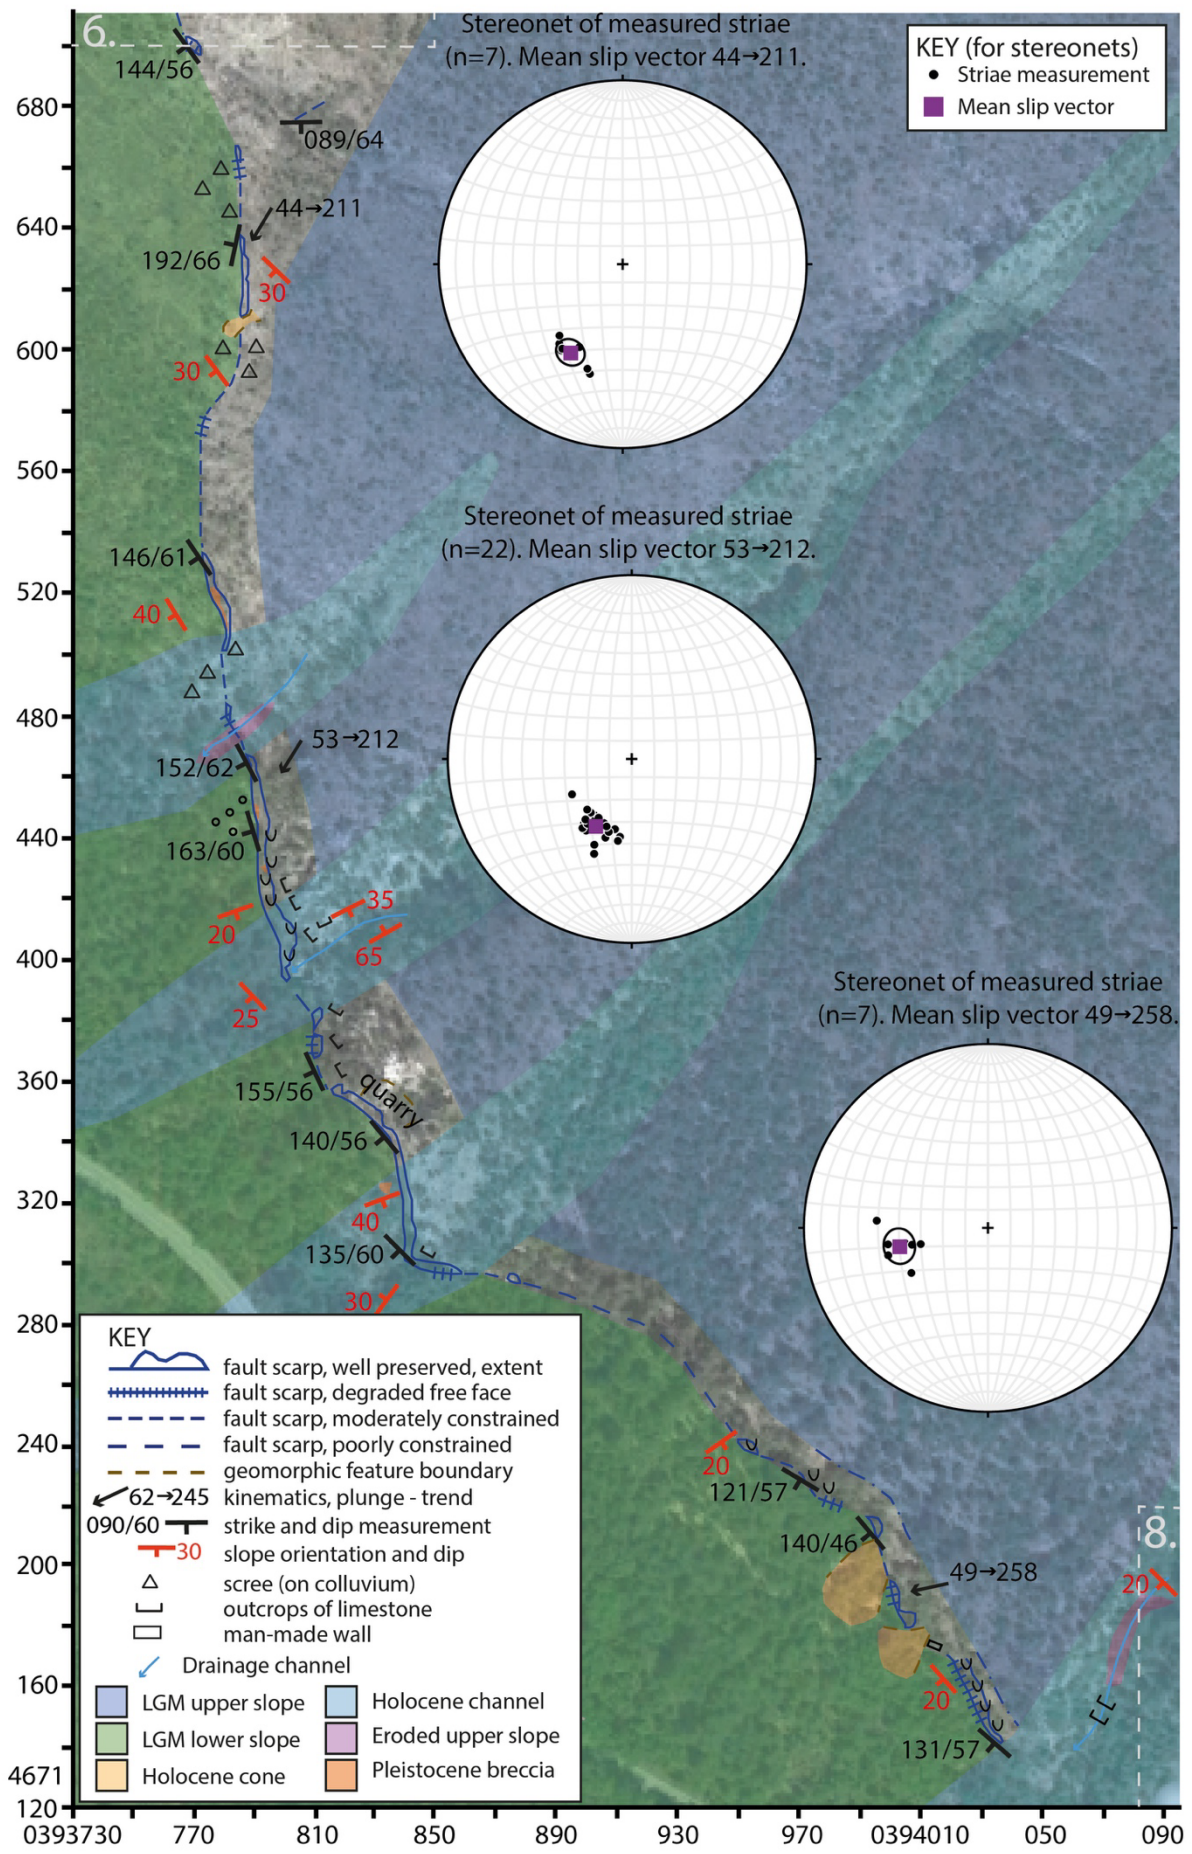 6.
Stereonet of measured striae
(n=7). Mean slip vector 44→211.
KEY (for stereonets)
Striae measurement
Mean slip vector
144/56
680
089/64
44→211
640
192/66
30
600
30
560
Stereonet of measured striae
(n=22). Mean slip vector 53→212.
146/61
520
40
480
53→212
152/62
440
163/60
35
20
65
400
Stereonet of measured striae
(n=7). Mean slip vector 49→258.
25
360
155/56
quarry
140/56
320
40
135/60
30
280
KEY
fault scarp, well preserved, extent
fault scarp, degraded free face
fault scarp, moderately constrained
fault scarp, poorly constrained
geomorphic feature boundary
62→245 kinematics, plunge - trend
090/60 strike and dip measurement
30 slope orientation and dip
scree (on colluvium)
outcrops of limestone
man-made wall
Drainage channel
LGM upper slope
Holocene channel
LGM lower slope
Eroded upper slope
Holocene cone
Pleistocene breccia
240
20
121/57
8.
140/46
200
49→258
20
160
20
131/57
4671
120
0393730 770 810 850 890 930 970 0394010 050 090